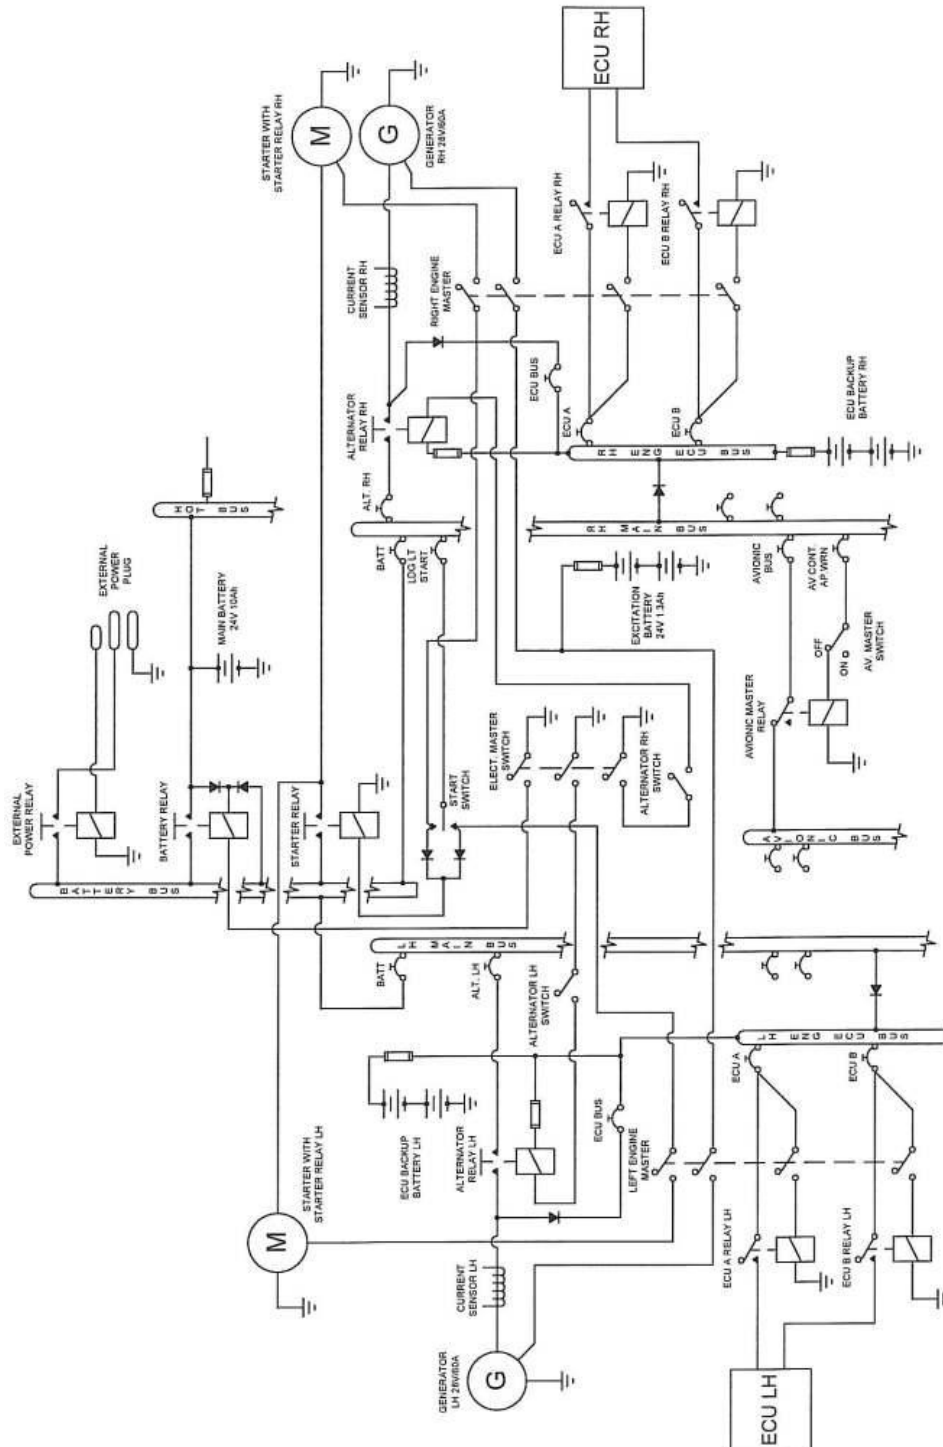 ECU RH
STARTER WITH
STARTER RELAY RH
M
G
GENERATOR
RH 28V/60A
ECU A RELAY RH
ECU B RELAY RH
CURRENT
SENSOR RH
RIGHT ENGINE
MASTER
ECU BUS
ECU A
ECU B
ECU BACKUP
BATTERY RH
ALTERNATOR
RELAY RH
RH ENG ECU BUS
ALT. RH
HOT BUS
RH MAIN BUS
EXTERNAL
POWER
PLUG
MAIN BATTERY
24V 10Ah
BATT
LDG LT
START
EXCITATION
BATTERY
24V 1.3Ah
AVIONIC
BUS
AV CONT.
AP.WRN
OFF
ON
AV. MASTER
SWITCH
AVIONIC MASTER
RELAY
EXTERNAL
POWER RELAY
BATTERY RELAY
STARTER RELAY
START
SWITCH
ELECT. MASTER
SWITCH
ALTERNATOR RH
SWITCH
AVIONIC BUS
BATTERY BUS
LH MAIN BUS
BATT
ALT. LH
ALTERNATOR LH
SWITCH
LH ENG ECU BUS
ECU A
ECU B
ECU BACKUP
BATTERY LH
ALTERNATOR
RELAY LH
ECU BUS
LEFT ENGINE
MASTER
STARTER WITH
STARTER RELAY LH
M
CURRENT
SENSOR LH
ECU A RELAY LH
ECU B RELAY LH
G
GENERATOR
LH 28V/60A
ECU LH